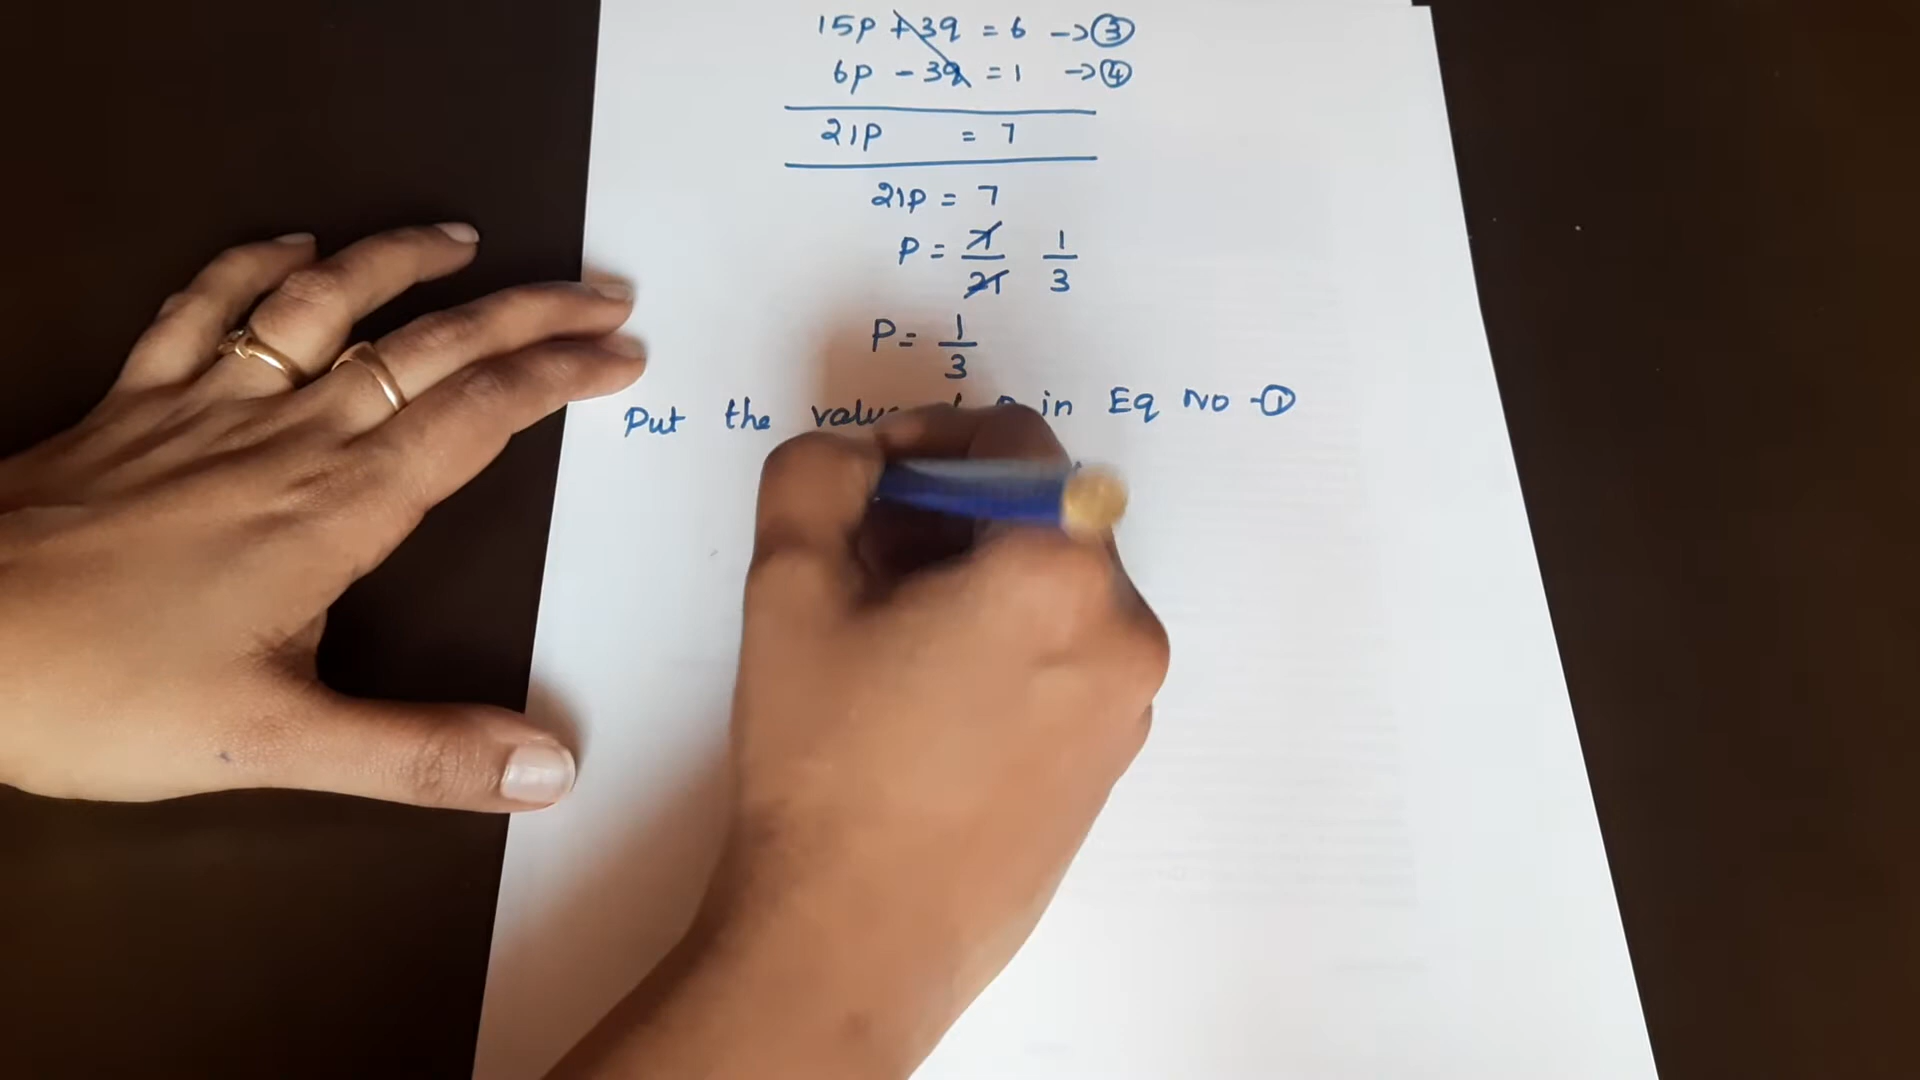 15p + 3q = 6 → ③
6p - 3q = 1 → ④
21p = 7
21p = 7
P = 7/21 1/3
P = 1/3
Put the in Eq No - ①